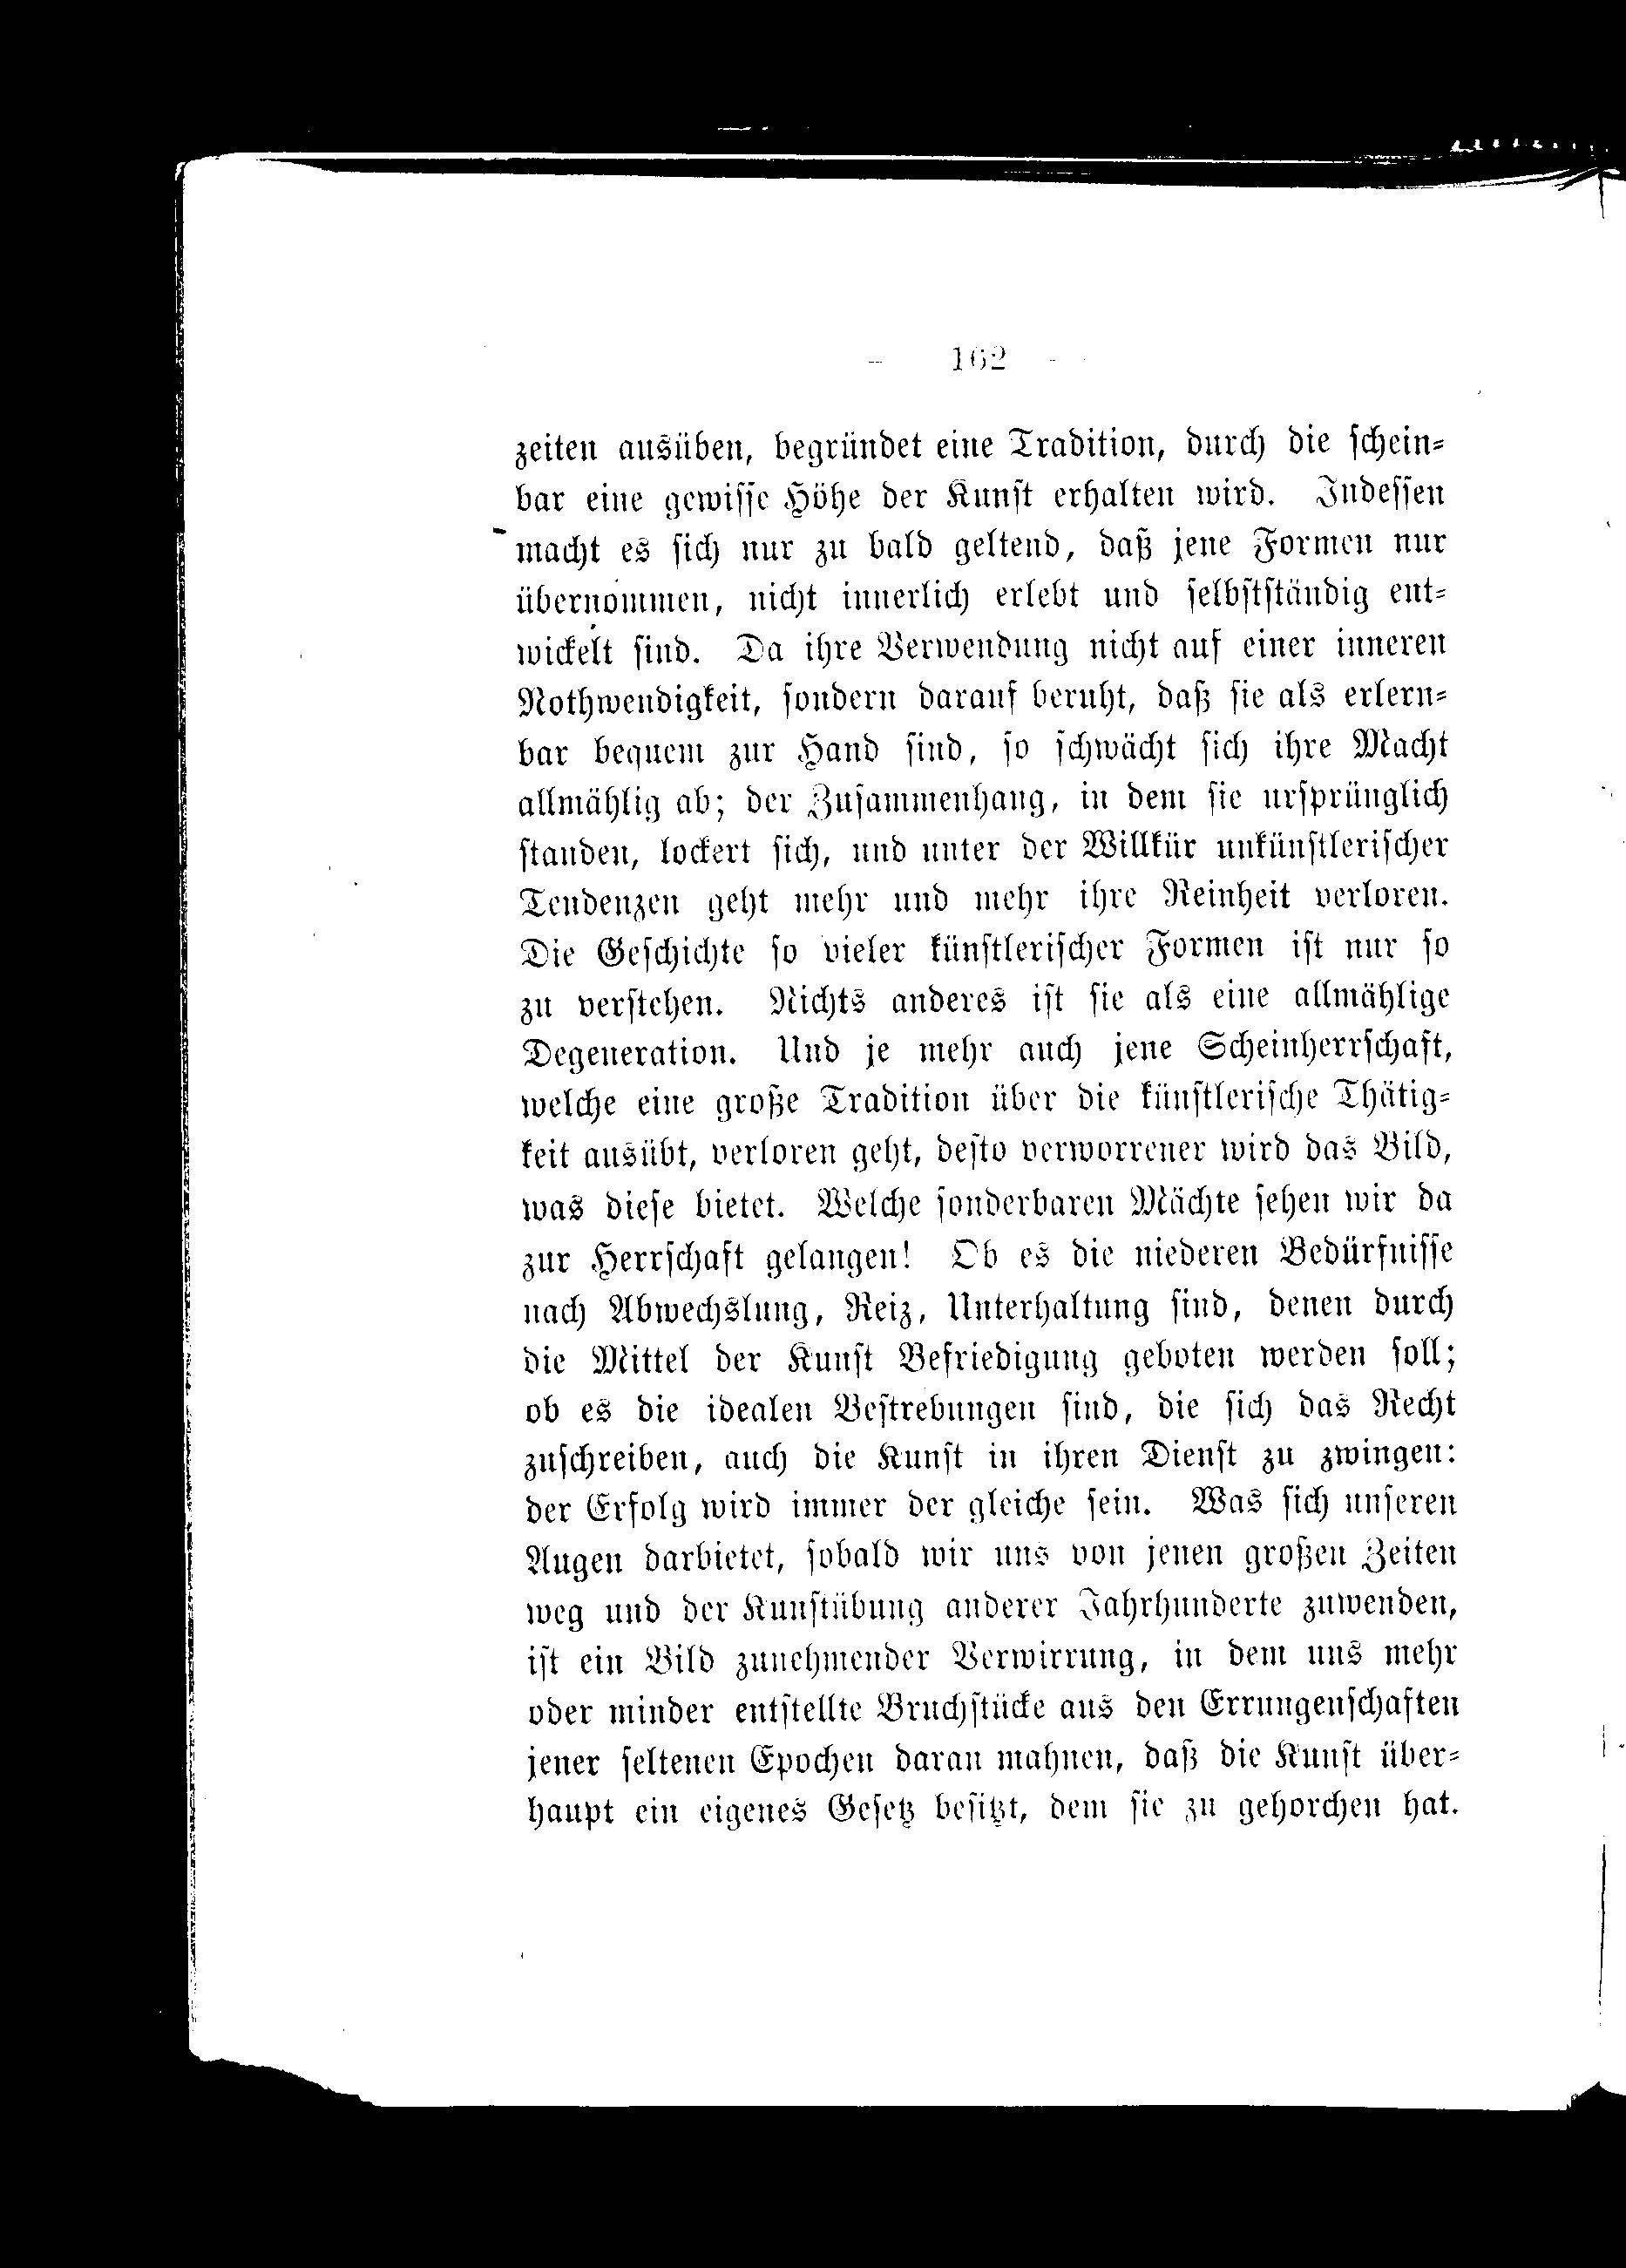 — 162 —
zeiten ausüben, begründet eine Tradition, durch die schein-
bar eine gewisse Höhe der Kunst erhalten wird. Indessen
macht es sich nur zu bald geltend, daß jene Formen nur
übernommen, nicht innerlich erlebt und selbstständig ent-
wickelt sind. Da ihre Verwendung nicht auf einer inneren
Nothwendigkeit, sondern darauf beruht, daß sie als erlern-
bar bequem zur Hand sind, so schwächt sich ihre Macht
allmählig ab; der Zusammenhang, in dem sie ursprünglich
standen, lockert sich, und unter der Willkür unkünstlerischer
Tendenzen geht mehr und mehr ihre Reinheit verloren.
Die Geschichte so vieler künstlerischer Formen ist nur so
zu verstehen. Nichts anderes ist sie als eine allmählige
Degeneration. Und je mehr auch jene Scheinherrschaft,
welche eine große Tradition über die künstlerische Thätig-
keit ausübt, verloren geht, desto verworrener wird das Bild,
was diese bietet. Welche sonderbaren Mächte sehen wir da
zur Herrschaft gelangen! Ob es die niederen Bedürfnisse
nach Abwechslung, Reiz, Unterhaltung sind, denen durch
die Mittel der Kunst Befriedigung geboten werden soll;
ob es die idealen Bestrebungen sind, die sich das Recht
zuschreiben, auch die Kunst in ihren Dienst zu zwingen:
der Erfolg wird immer der gleiche sein. Was sich unseren
Augen darbietet, sobald wir uns von jenen großen Zeiten
weg und der Kunstübung anderer Jahrhunderte zuwenden,
ist ein Bild zunehmender Verwirrung, in dem uns mehr
oder minder entstellte Bruchstücke aus den Errungenschaften
jener seltenen Epochen daran mahnen, daß die Kunst über-
haupt ein eigenes Gesetz besitzt, dem sie zu gehorchen hat.